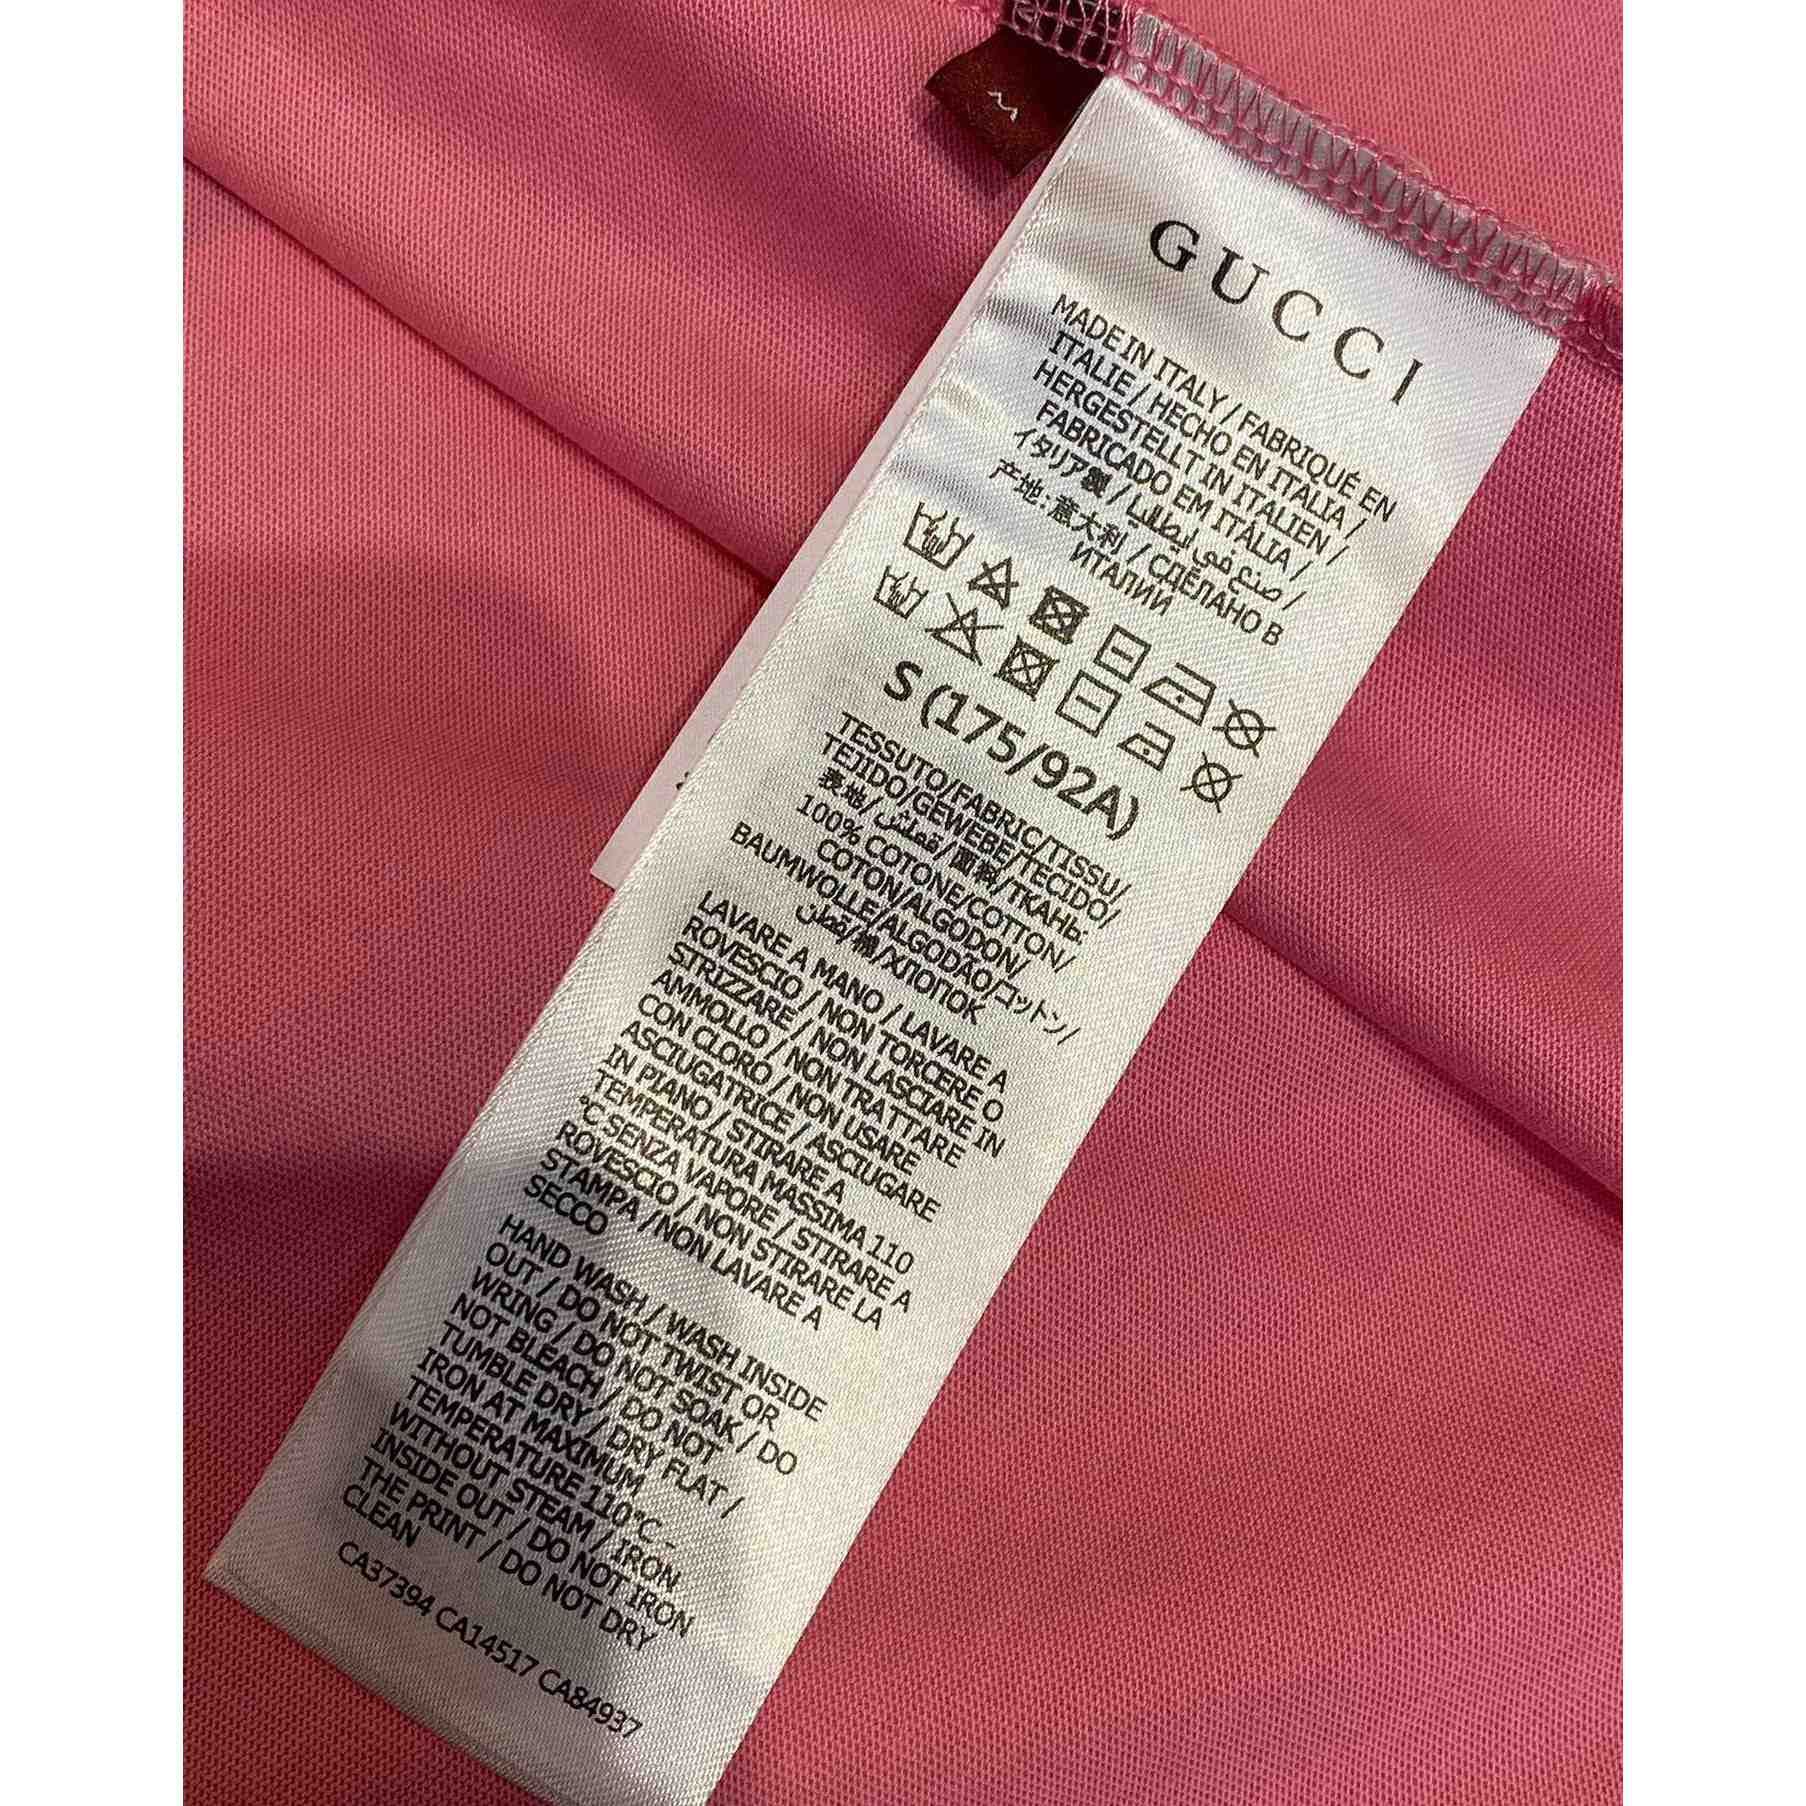 M
GUCCI
MADE IN ITALY / FABRIQUÉ EN
ITALIE / HECHO EN ITALIA /
HERGESTELLT IN ITALIEN /
FABRICADO EM ITÁLIA /
イタリア製 / صنع في إيطاليا /
产地: 意大利 / СДЕЛАНО В
ИТАЛИИ
S (175/92A)
TESSUTO/FABRIC/TISSU/
TEJIDO/GEWEBE/TECIDO/
表地/قماش/面料/ТКАНЬ:
100% COTONE/COTTON/
COTON/ALGODON/
BAUMWOLLE/ALGODÃO/コットン/
قطن/棉/ХЛОПОК
LAVARE A MANO / LAVARE A
ROVESCIO / NON TORCERE O
STRIZZARE / NON LASCIARE IN
AMMOLLO / NON TRATTARE
CON CLORO / NON USARE
ASCIUGATRICE / ASCIUGARE
IN PIANO / STIRARE A
TEMPERATURA MASSIMA 110
°C SENZA VAPORE / STIRARE A
ROVESCIO / NON STIRARE LA
STAMPA /NON LAVARE A
SECCO
HAND WASH / WASH INSIDE
OUT / DO NOT TWIST OR
WRING / DO NOT SOAK / DO
NOT BLEACH / DO NOT
TUMBLE DRY / DRY FLAT /
IRON AT MAXIMUM
TEMPERATURE 110°C
WITHOUT STEAM / IRON
INSIDE OUT / DO NOT IRON
THE PRINT / DO NOT DRY
CLEAN
CA37394 CA14517 CA84937